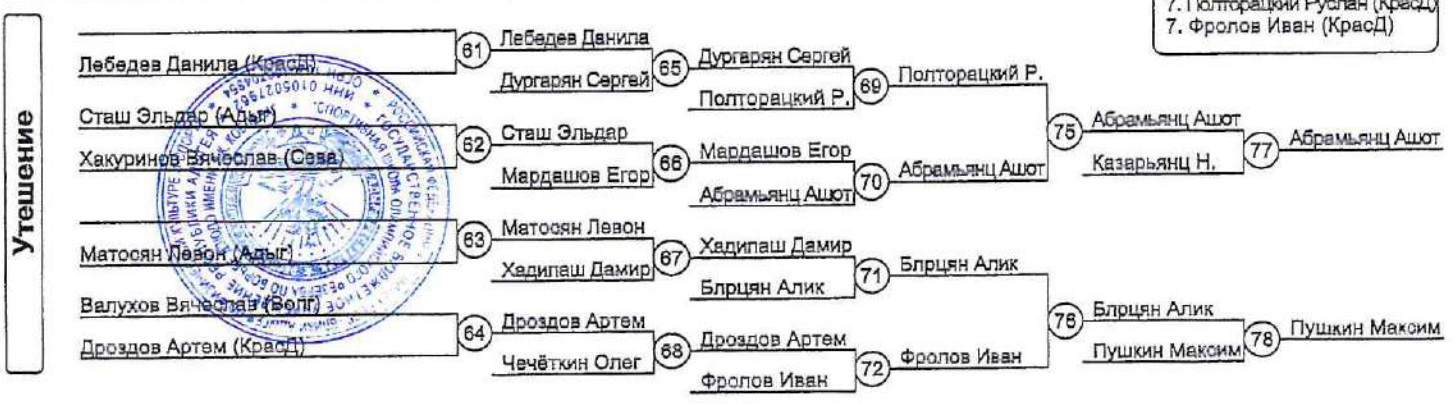 7. Полторацкий Руслан (КрасД)
7. Фролов Иван (КрасД)
Утешение
Лебедев Данила (КрасД)
Сташ Эльдар (Адыг)
Хакуринов Вячеслав (Сева)
Матосян Левон (Адыг)
Валухов Вячеслав (Волг)
Дроздов Артем (КрасД)
61
62
63
64
Лебедев Данила
Дургарян Сергей
Сташ Эльдар
Мардашов Егор
Матосян Левон
Хадипаш Дамир
Дроздов Артем
Чечёткин Олег
65
66
67
68
Дургарян Сергей
Полторацкий Р.
Мардашов Егор
Абрамьянц Ашот
Хадипаш Дамир
Блрцян Алик
Дроздов Артем
Фролов Иван
69
70
71
72
Полторацкий Р.
Абрамьянц Ашот
Блрцян Алик
Фролов Иван
75
76
Абрамьянц Ашот
Казарьянц Н.
Блрцян Алик
Пушкин Максим
77
78
Абрамьянц Ашот
Пушкин Максим